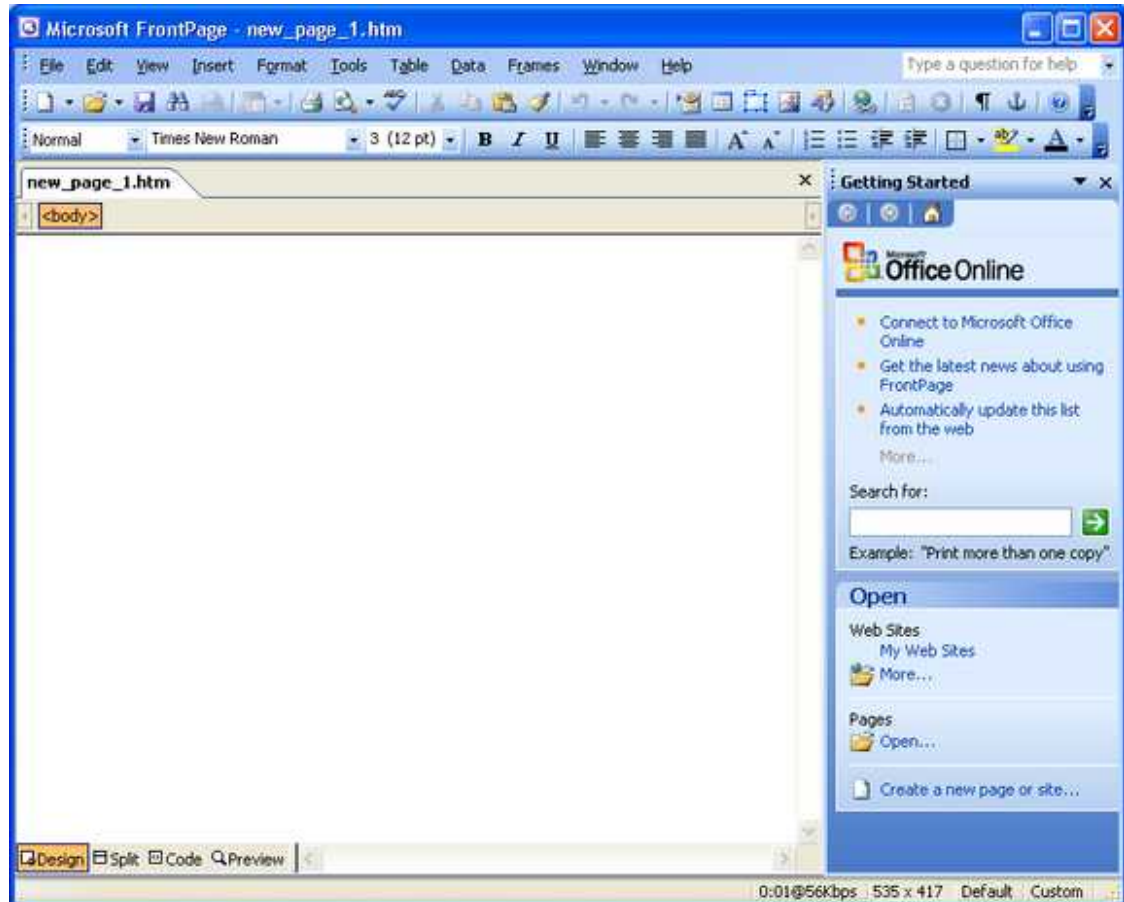 Microsoft FrontPage - new_page_1.htm
File Edit View Insert Format Tools Table Data Frames Window Help Type a question for help
Normal Times New Roman 3 (12 pt) B I U A A ab A
new_page_1.htm
Getting Started
<body>
Microsoft
Office Online
Connect to Microsoft Office
Online
Get the latest news about using
FrontPage
Automatically update this list
from the web
More...
Search for:
Example: "Print more than one copy"
Open
Web Sites
My Web Sites
More...
Pages
Open...
Create a new page or site...
Design Split Code Preview
0:01@56Kbps 535 x 417 Default Custom